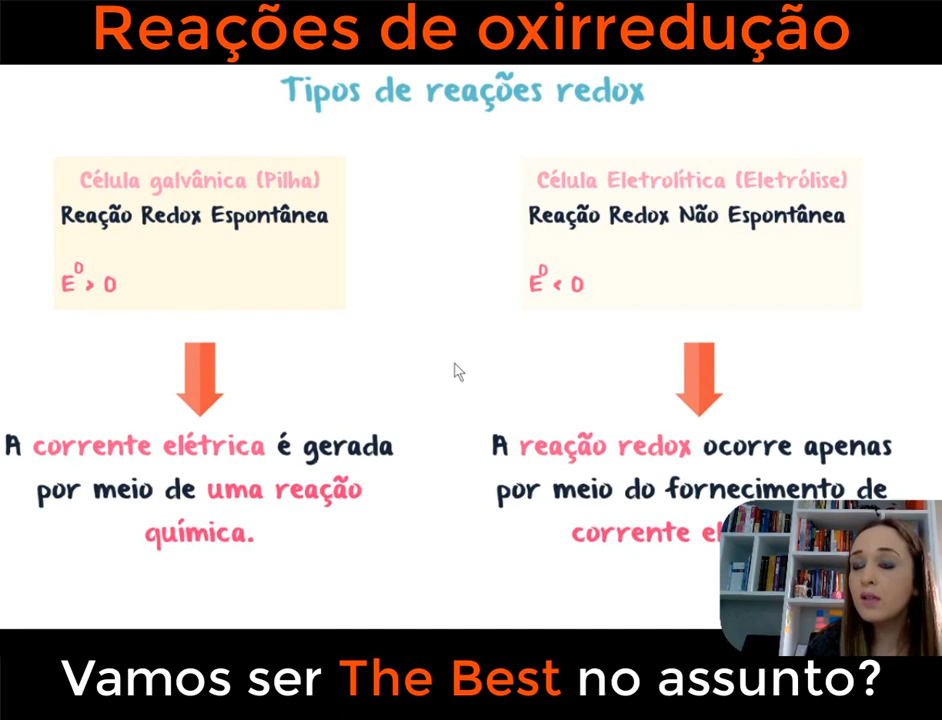 Reações de oxirredução
Tipos de reações redox
Célula galvânica (Pilha)
Reação Redox Espontânea
E⁰ > 0
Célula Eletrolítica (Eletrólise)
Reação Redox Não Espontânea
E⁰ < 0
A corrente elétrica é gerada
por meio de uma reação
química.
A reação redox ocorre apenas
por meio do fornecimento de
corrente
Vamos ser The Best no assunto?